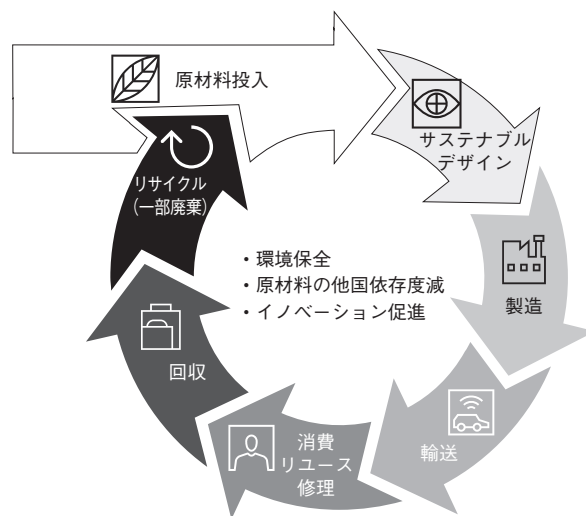 原材料投入
サステナブル
デザイン
製造
輸送
消費
リユース
修理
回収
リサイクル
(一部廃棄)
・環境保全
・原材料の他国依存度減
・イノベーション促進